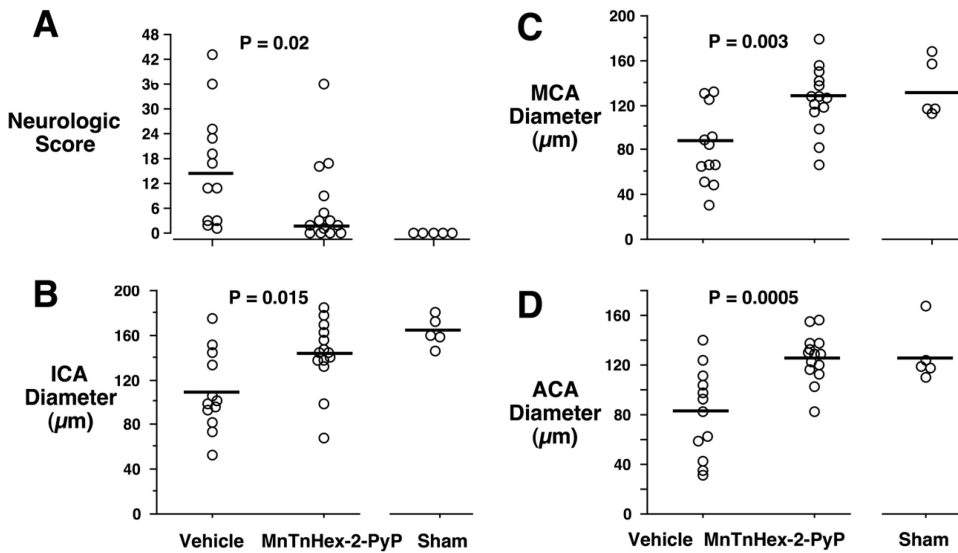 A
P = 0.02
48
42
3b
30
24
18
12
6
0
Neurologic
Score
B
P = 0.015
200
160
120
80
40
0
ICA
Diameter
(µm)
Vehicle MnTnHex-2-PyP Sham
C
P = 0.003
200
160
120
80
40
0
MCA
Diameter
(µm)
D
P = 0.0005
160
120
80
40
0
ACA
Diameter
(µm)
Vehicle MnTnHex-2-PyP Sham